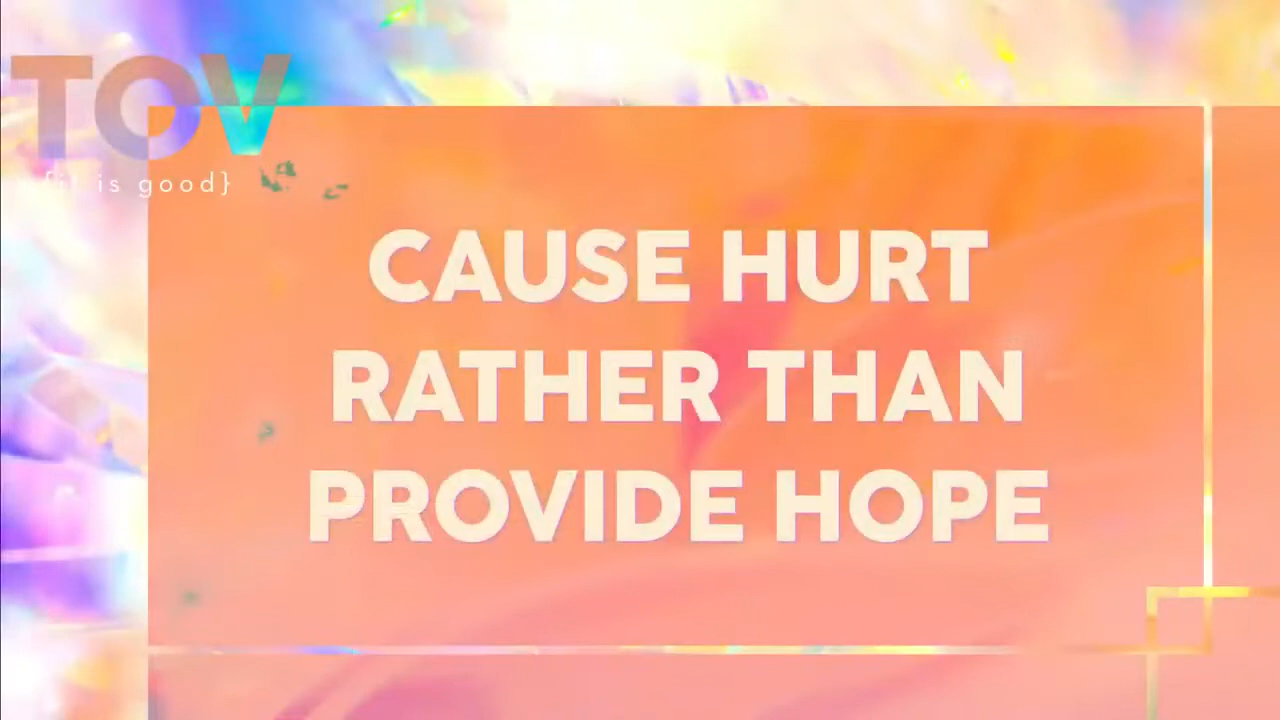 TOV
{it is good}
CAUSE HURT
RATHER THAN
PROVIDE HOPE